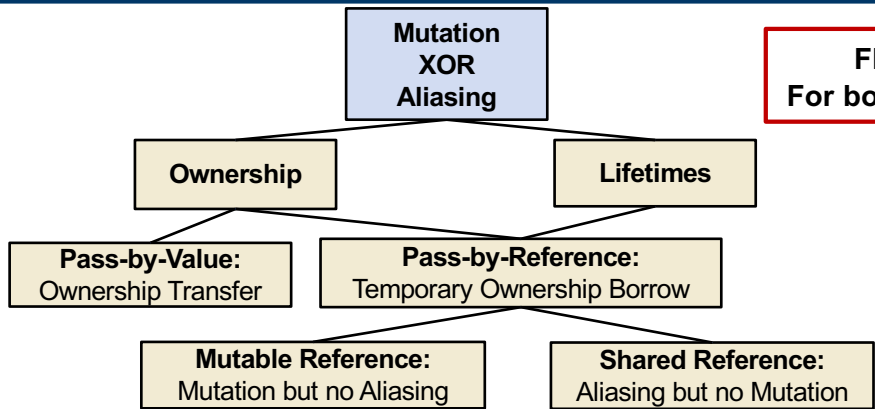 Mutation
XOR
Aliasing
For
Ownership
Lifetimes
Pass-by-Value:
Ownership Transfer
Pass-by-Reference:
Temporary Ownership Borrow
Mutable Reference:
Mutation but no Aliasing
Shared Reference:
Aliasing but no Mutation